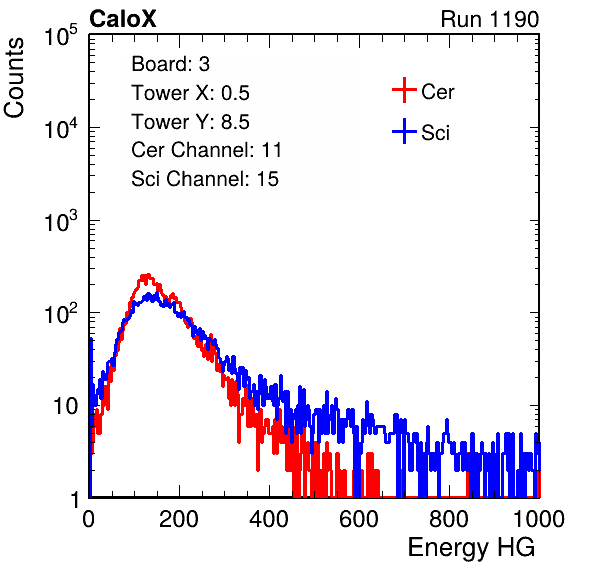 CaloX Run 1190
Counts
Board: 3
Tower X: 0.5
Tower Y: 8.5
Cer Channel: 11
Sci Channel: 15
Cer
Sci
10^5
10^4
10^3
10^2
10
1
0 200 400 600 800 1000
Energy HG